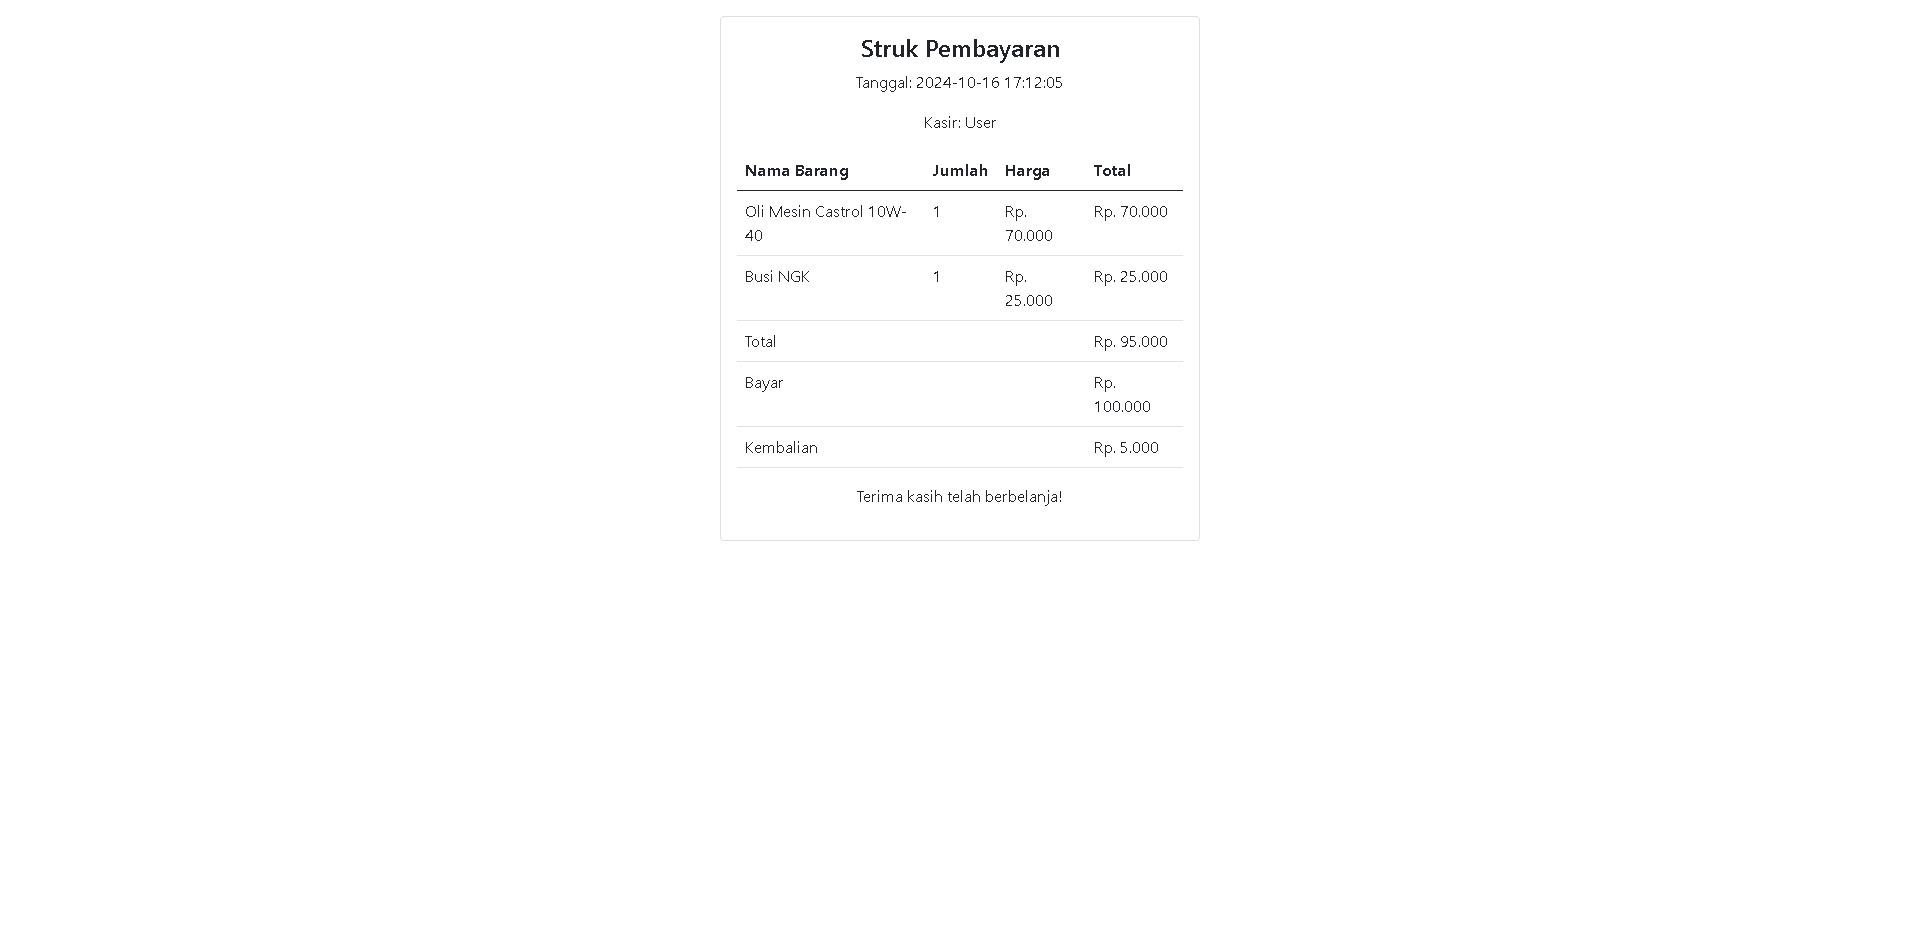 Struk Pembayaran
Tanggal: 2024-10-16 17:12:05
Kasir: User
Nama Barang Jumlah Harga Total
Oli Mesin Castrol 10W- 1 Rp. Rp. 70.000
40 70.000
Busi NGK 1 Rp. Rp. 25.000
25.000
Total Rp. 95.000
Bayar Rp.
100.000
Kembalian Rp. 5.000
Terima kasih telah berbelanja!